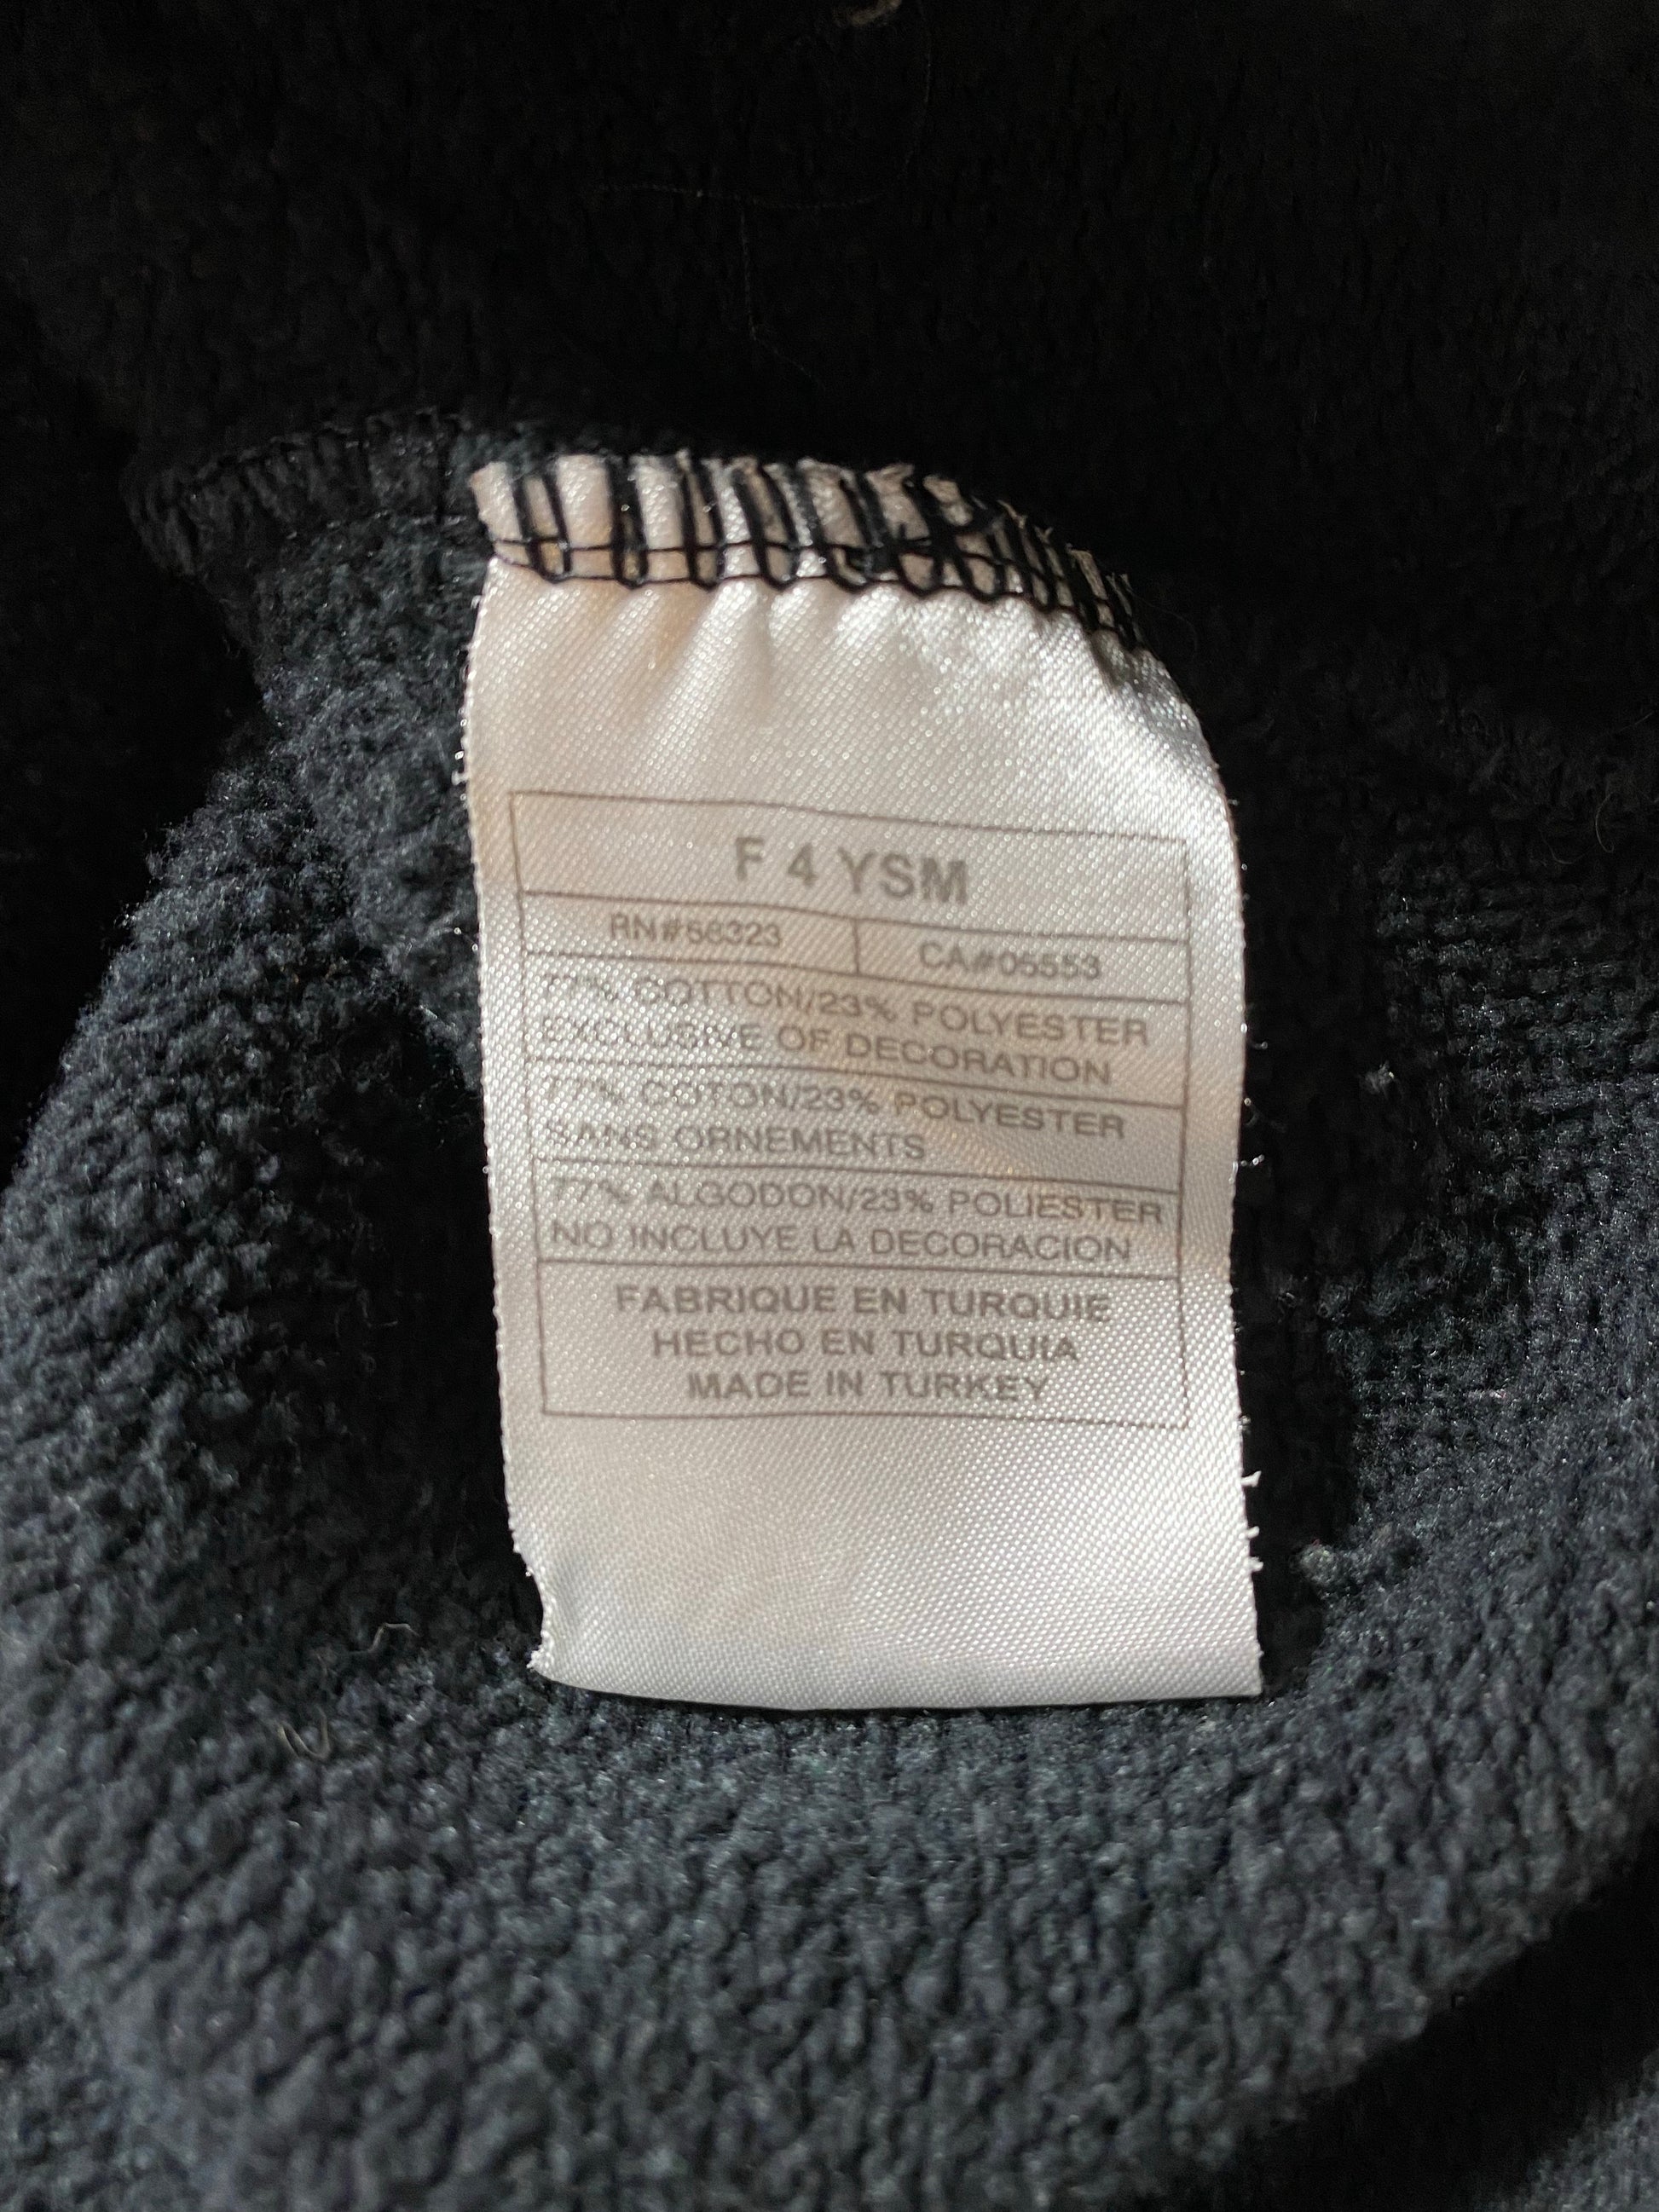 F 4 YSM
RN#56323 CA#05553
77% COTTON/23% POLYESTER
EXCLUSIVE OF DECORATION
77% COTON/23% POLYESTER
SANS ORNEMENTS
77% ALGODON/23% POLIESTER
NO INCLUYE LA DECORACION
FABRIQUE EN TURQUIE
HECHO EN TURQUIA
MADE IN TURKEY